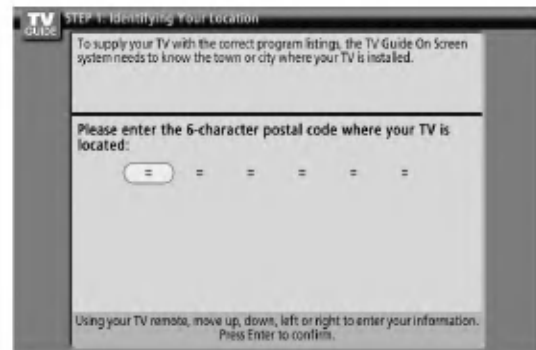 TV
GUIDE
STEP 1: Identifying Your Location
To supply your TV with the correct program listings, the TV Guide On Screen
system needs to know the town or city where your TV is installed.
Please enter the 6-character postal code where your TV is
located:
= = = = = =
Using your TV remote, move up, down, left or right to enter your information.
Press Enter to confirm.